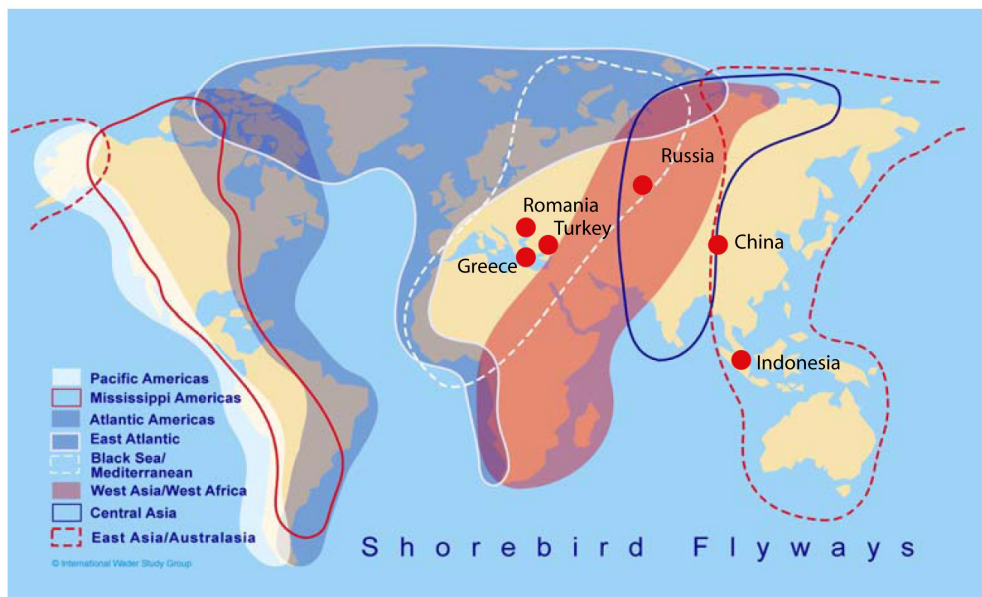 Russia
Romania
Turkey
Greece
China
Indonesia
Pacific Americas
Mississippi Americas
Atlantic Americas
East Atlantic
Black Sea/
Mediterranean
West Asia/West Africa
Central Asia
East Asia/Australasia
© International Wader Study Group
Shorebird Flyways